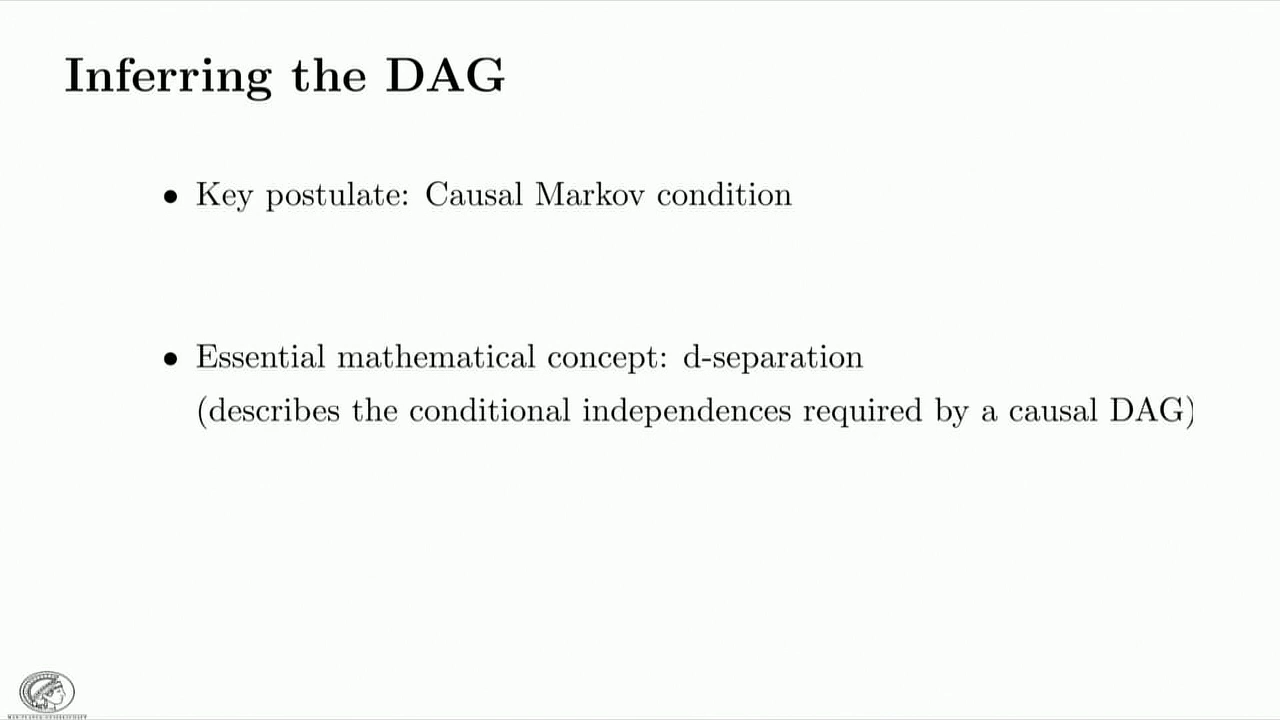 Inferring the DAG
• Key postulate: Causal Markov condition
• Essential mathematical concept: d-separation
(describes the conditional independences required by a causal DAG)